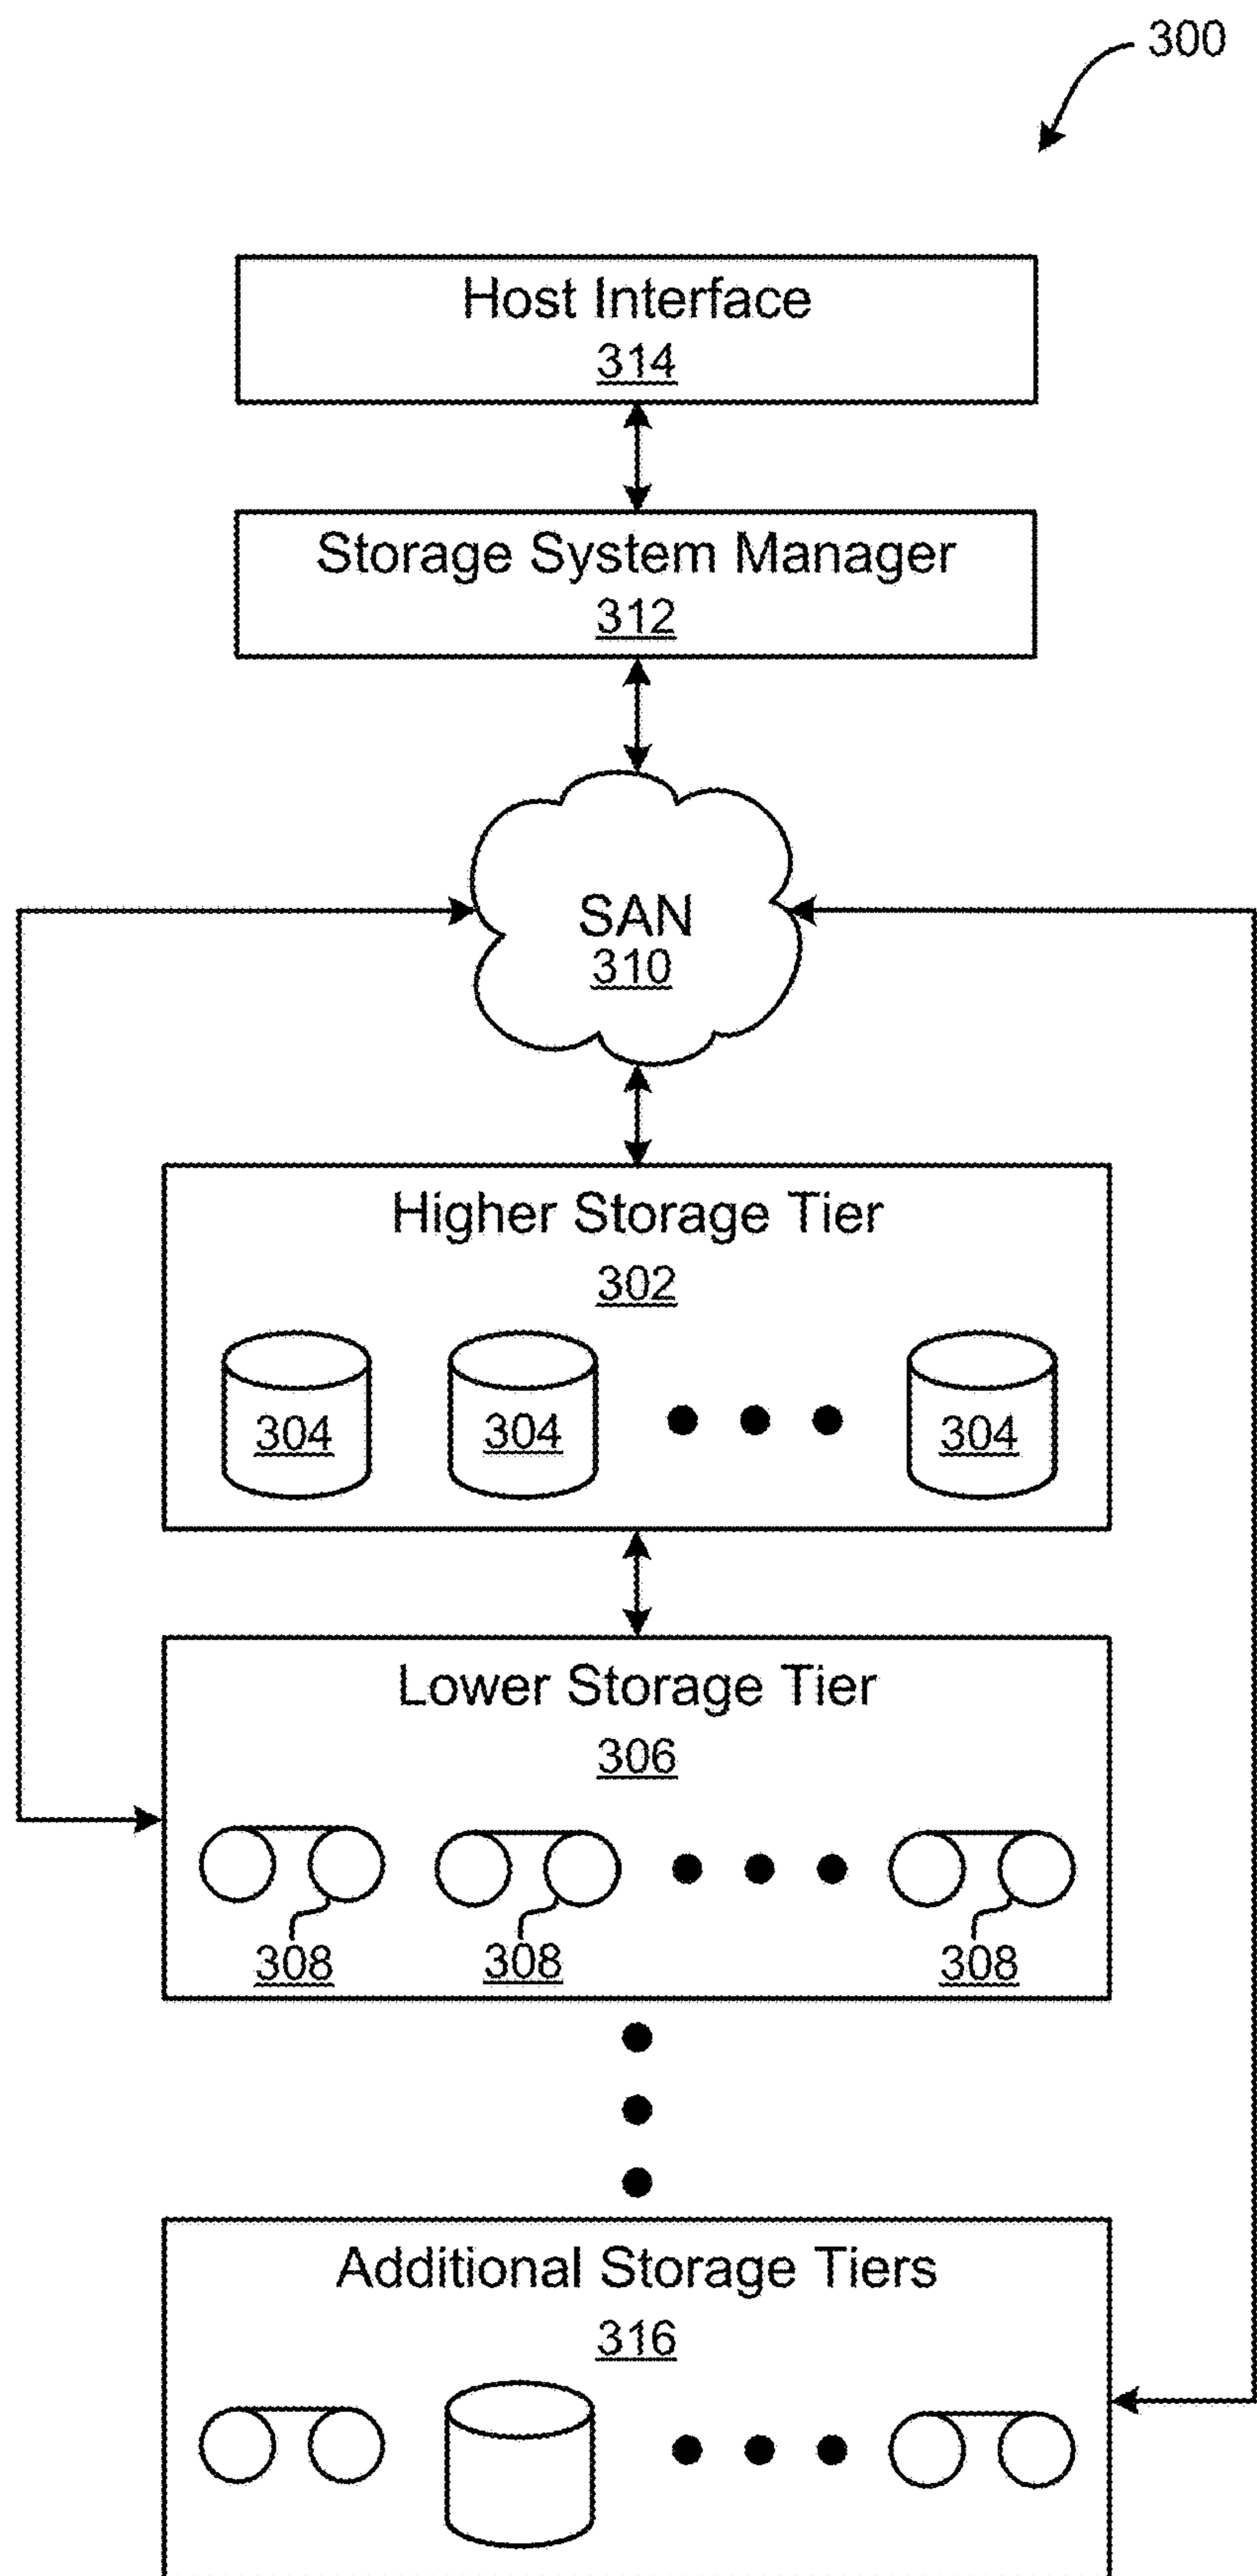 300
Host Interface
314
Storage System Manager
312
SAN
310
Higher Storage Tier
302
304 304 304
Lower Storage Tier
306
308 308 308
Additional Storage Tiers
316